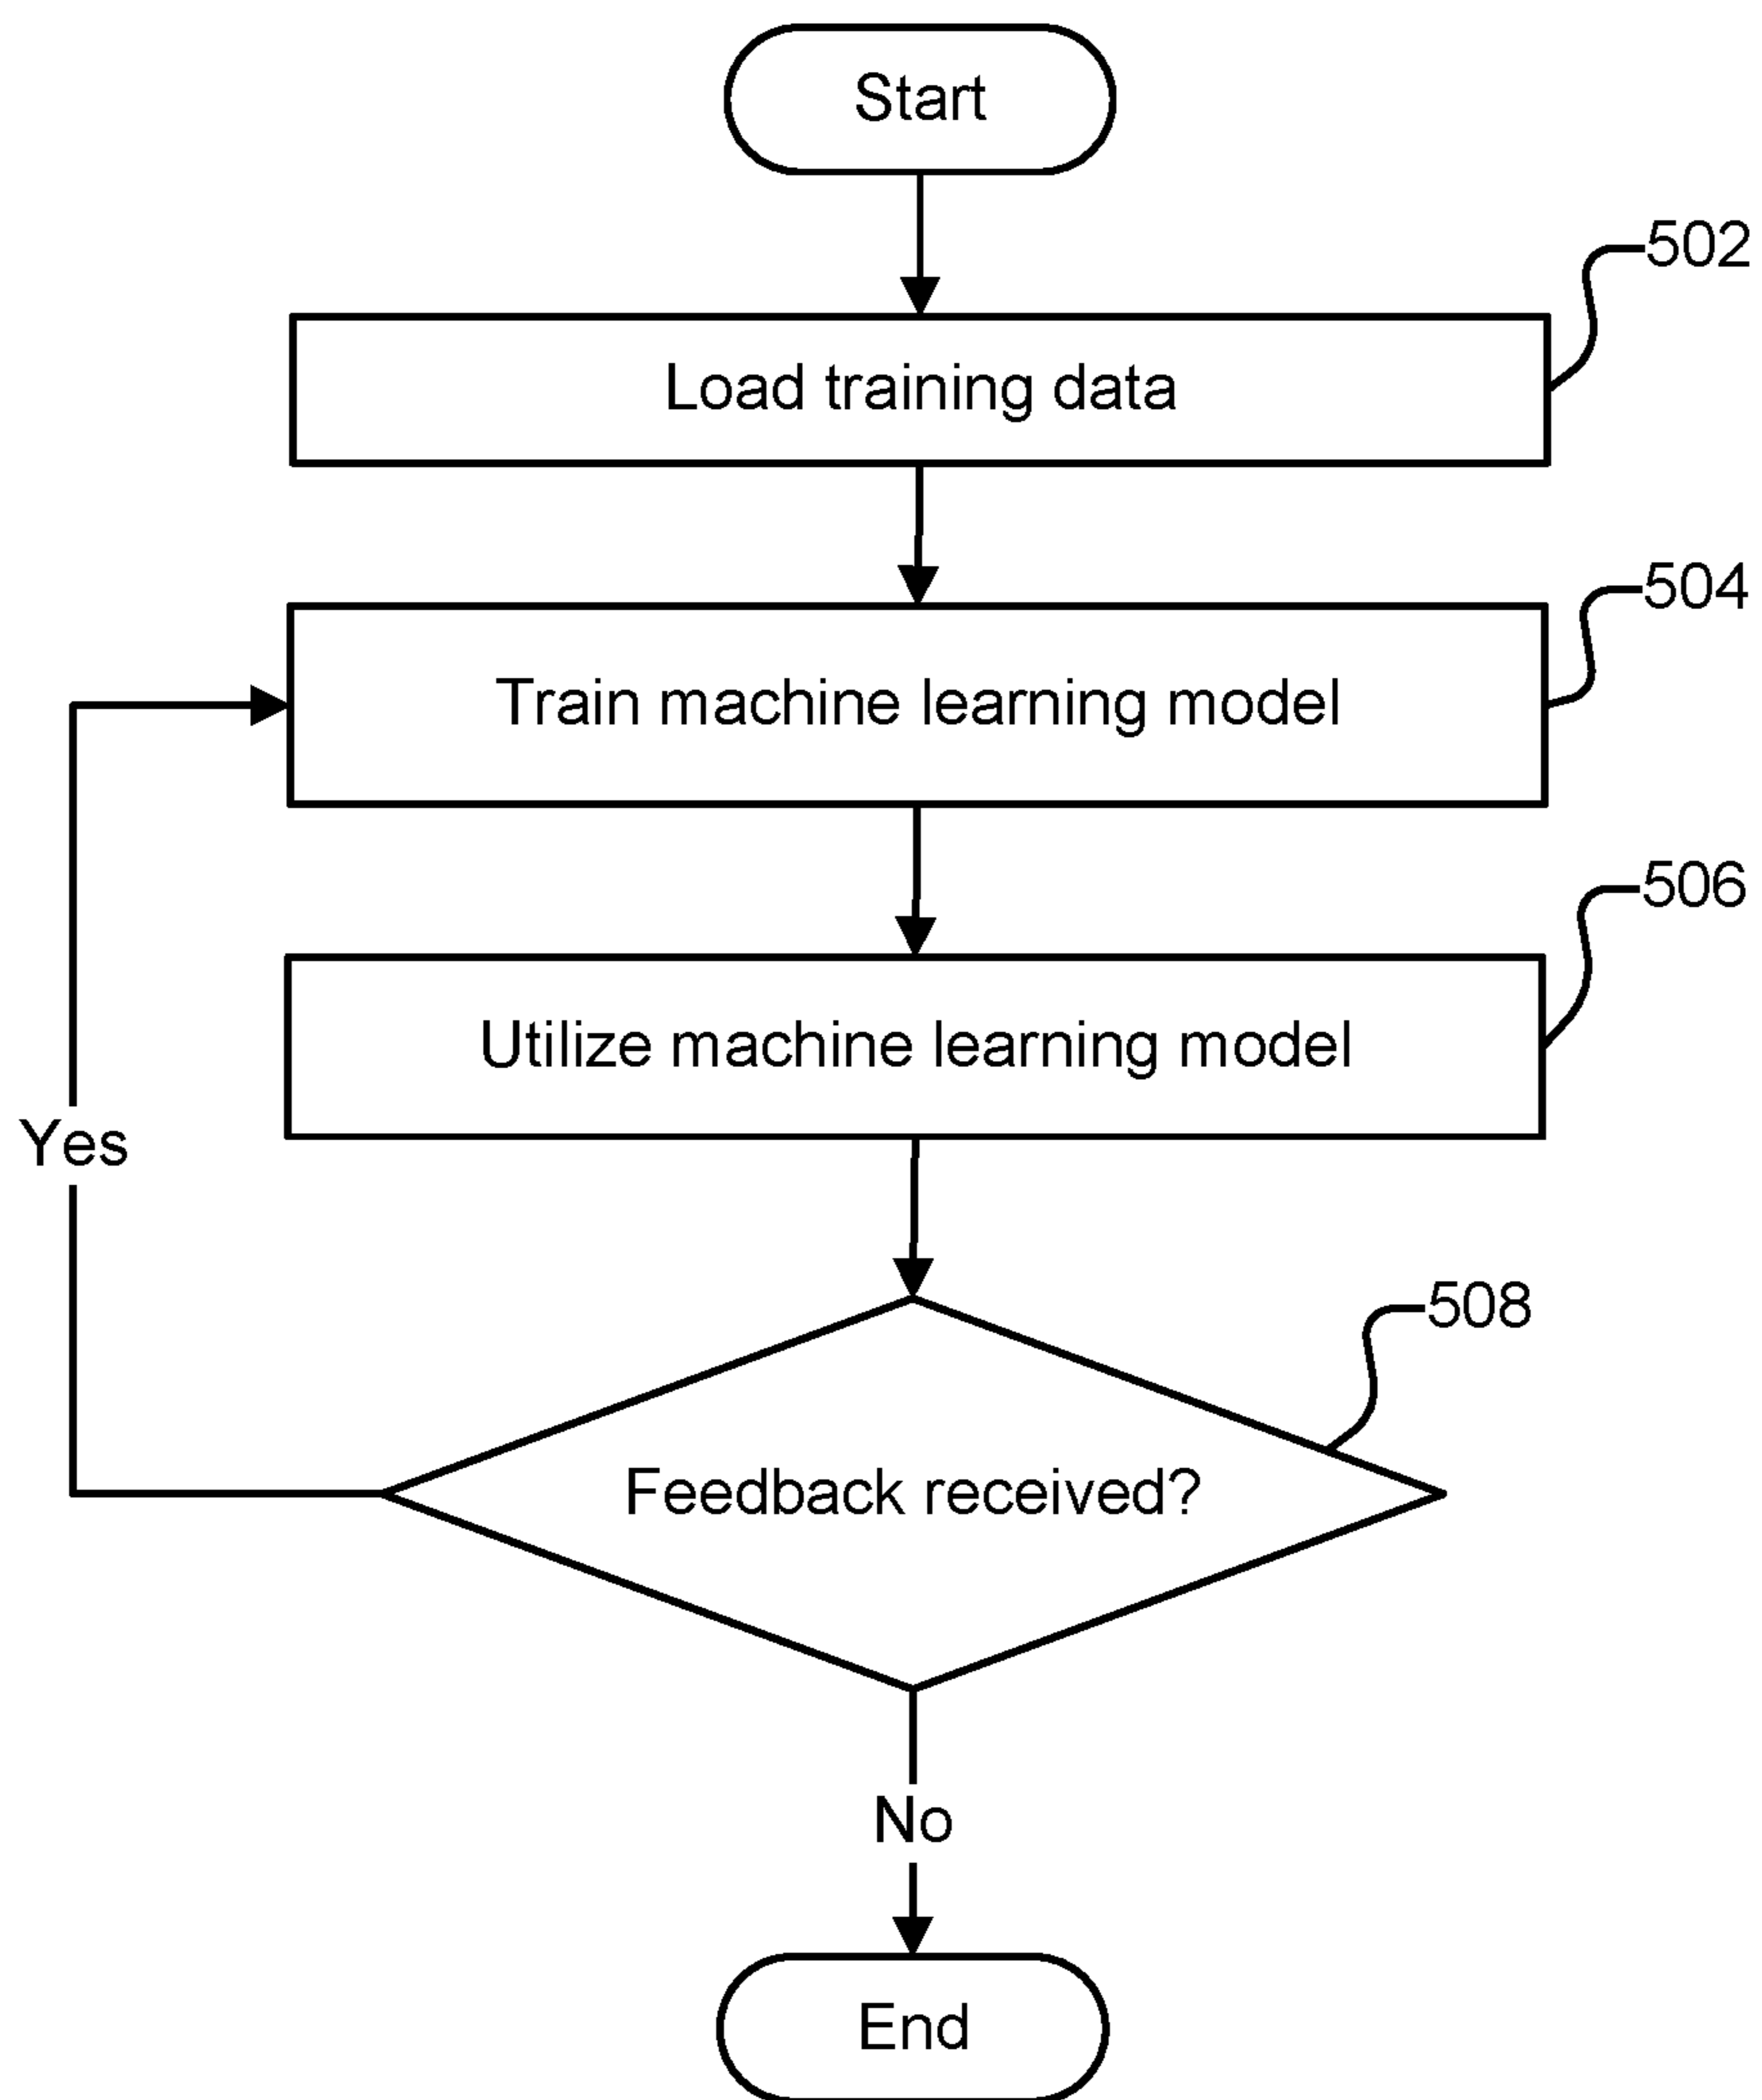 Start
502
Load training data
504
Train machine learning model
506
Utilize machine learning model
Yes
508
Feedback received?
No
End